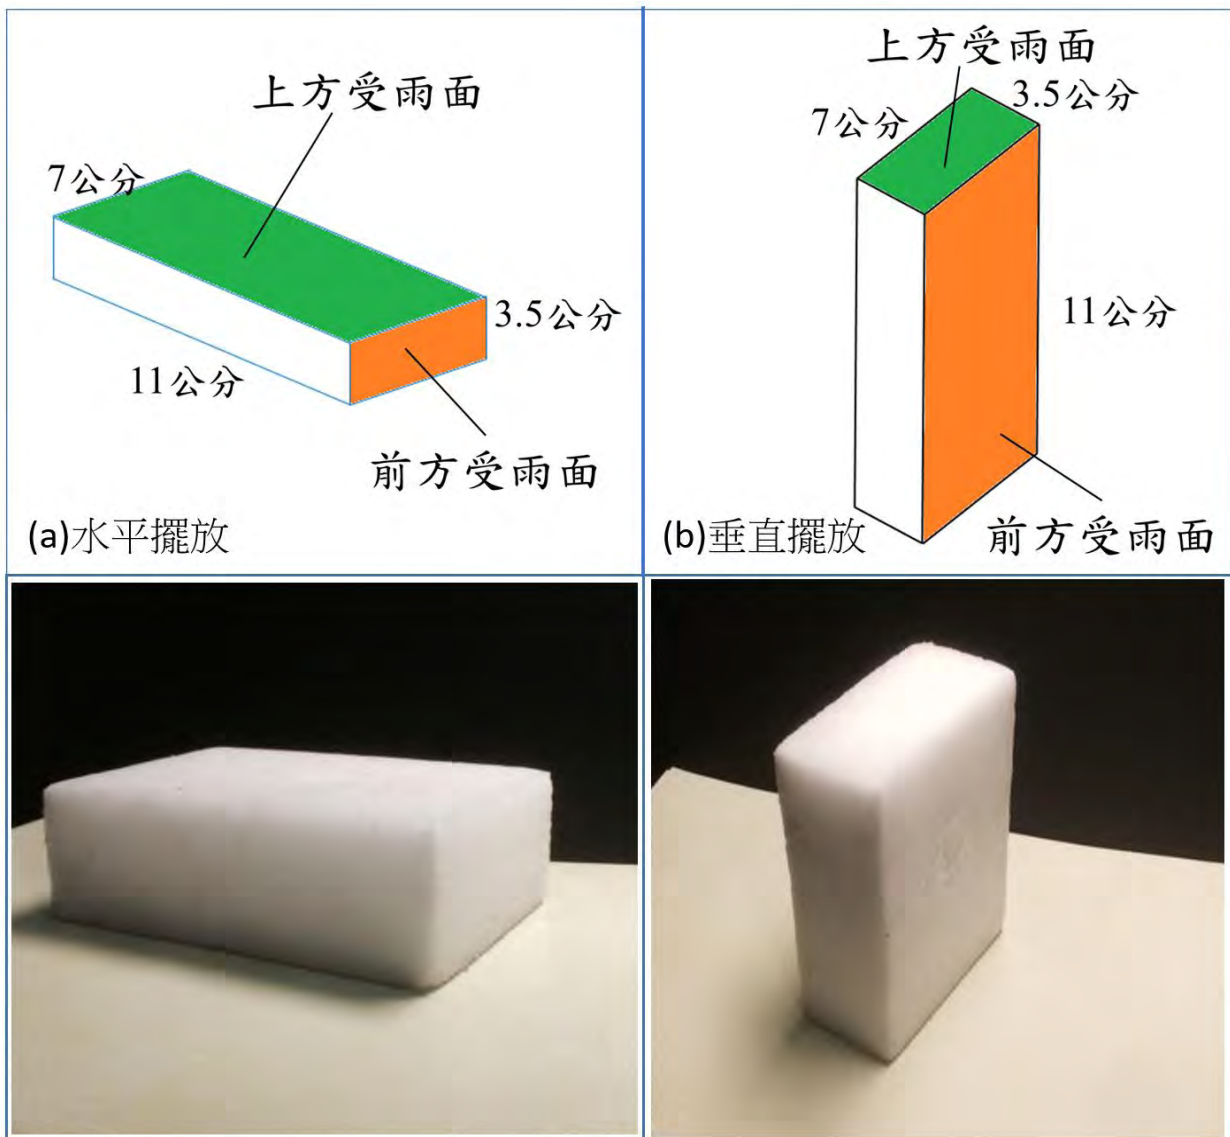 上方受雨面
7公分
3.5公分
11公分
前方受雨面
(a)水平擺放
上方受雨面
3.5公分
7公分
11公分
前方受雨面
(b)垂直擺放